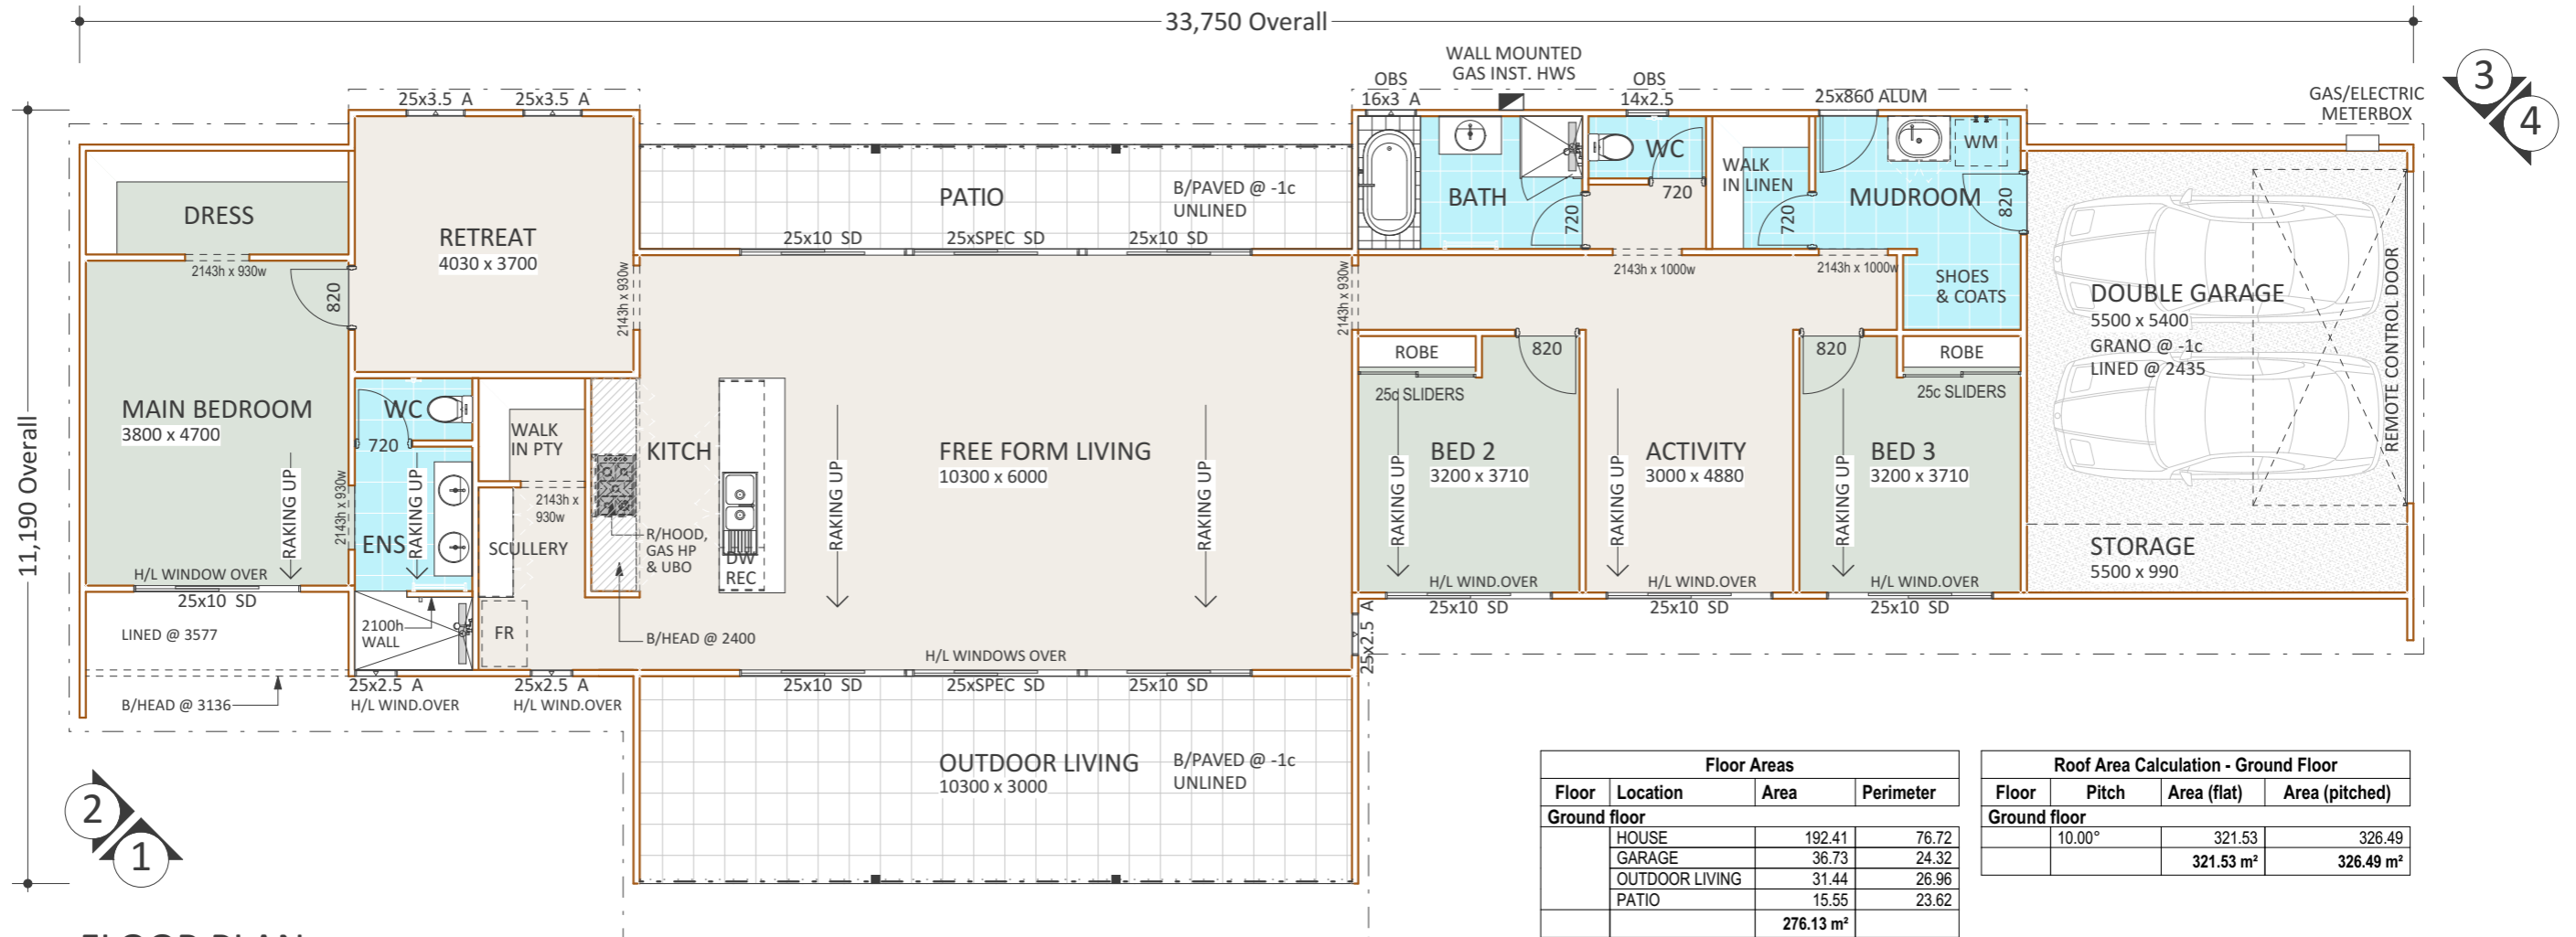 33,750 Overall
11,190 Overall
WALL MOUNTED
GAS INST. HWS
GAS/ELECTRIC
METERBOX
3
4
25x3.5 A
25x3.5 A
OBS
16x3 A
OBS
14x2.5
25x860 ALUM
DRESS
2143h x 930w
820
RETREAT
4030 x 3700
2143h x 930w
PATIO
B/PAVED @ -1c
UNLINED
25x10 SD
25xSPEC SD
25x10 SD
BATH
720
WC
720
WALK
IN LINEN
720
MUDROOM
WM
820
2143h x 930w
2143h x 1000w
2143h x 1000w
SHOES
& COATS
DOUBLE GARAGE
5500 x 5400
GRANO @ -1c
LINED @ 2435
REMOTE CONTROL DOOR
STORAGE
5500 x 990
MAIN BEDROOM
3800 x 4700
RAKING UP
H/L WINDOW OVER
25x10 SD
LINED @ 3577
B/HEAD @ 3136
WC
720
2143h x 930w
RAKING UP
ENS
2100h
WALL
25x2.5 A
H/L WIND.OVER
WALK
IN PTY
2143h x
930w
SCULLERY
FR
25x2.5 A
H/L WIND.OVER
KITCH
R/HOOD,
GAS HP
& UBO
DW
REC
B/HEAD @ 2400
FREE FORM LIVING
10300 x 6000
RAKING UP
RAKING UP
H/L WINDOWS OVER
25x10 SD
25xSPEC SD
25x10 SD
25x2.5 A
ROBE
820
25c SLIDERS
BED 2
3200 x 3710
RAKING UP
H/L WIND.OVER
25x10 SD
ACTIVITY
3000 x 4880
RAKING UP
H/L WIND.OVER
25x10 SD
820
ROBE
25c SLIDERS
BED 3
3200 x 3710
RAKING UP
H/L WIND.OVER
25x10 SD
OUTDOOR LIVING
10300 x 3000
B/PAVED @ -1c
UNLINED
2
1
FLOOR PLAN
Floor Areas
Floor Location Area Perimeter
Ground floor
HOUSE 192.41 76.72
GARAGE 36.73 24.32
OUTDOOR LIVING 31.44 26.96
PATIO 15.55 23.62
276.13 m²
Roof Area Calculation - Ground Floor
Floor Pitch Area (flat) Area (pitched)
Ground floor
10.00° 321.53 326.49
321.53 m² 326.49 m²